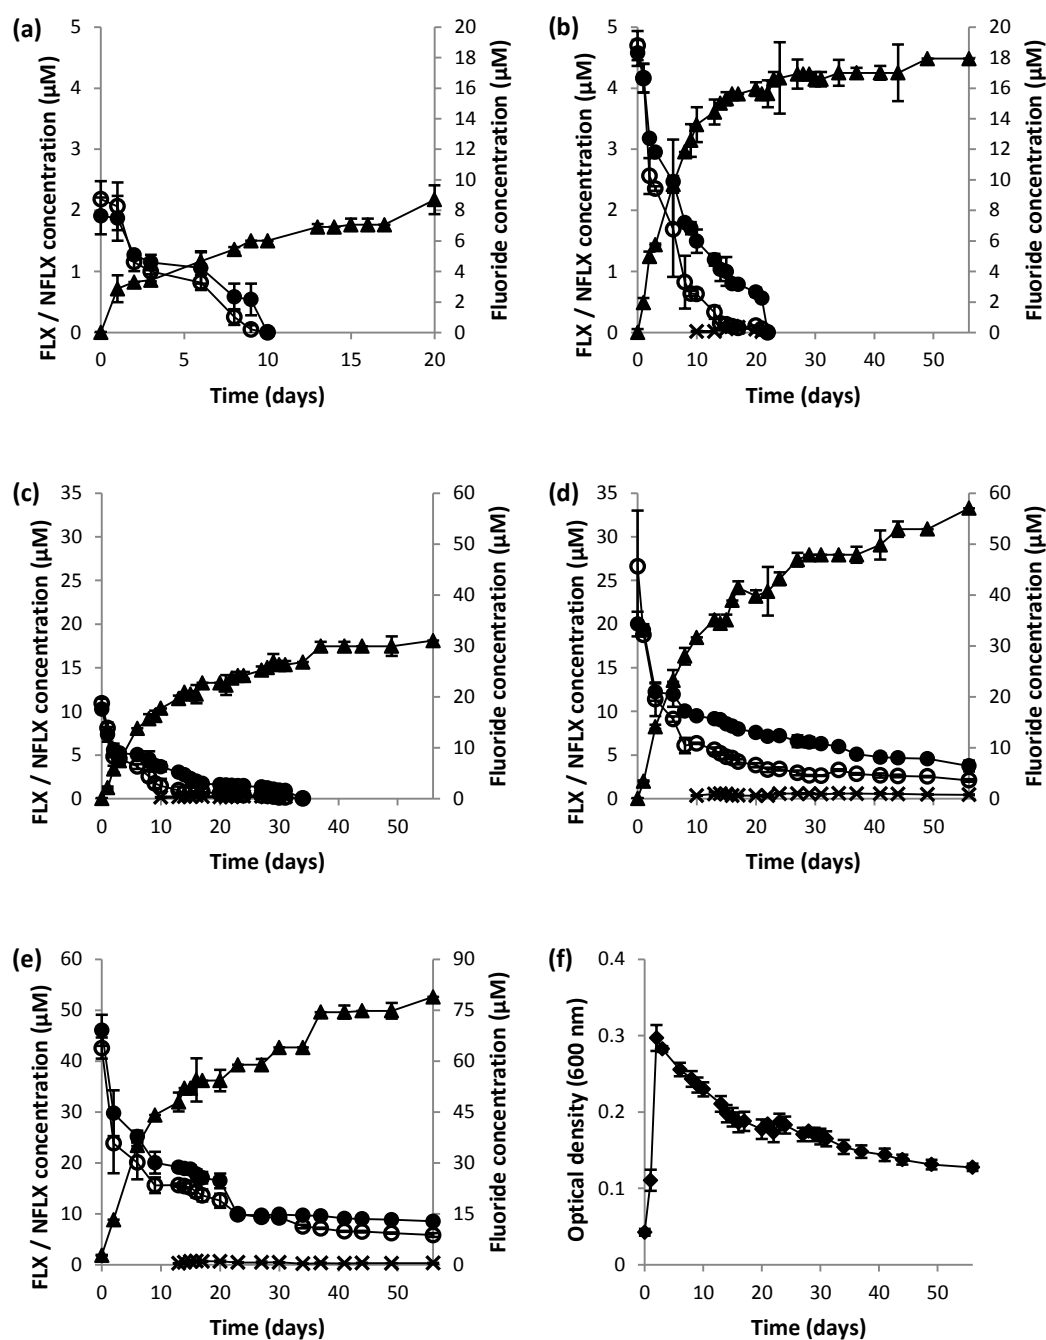 (a)
FLX / NFLX concentration (µM)
5
4
3
2
1
0
0 5 10 15 20
Time (days)
20
18
16
14
12
10
8
6
4
2
0
Fluoride concentration (µM)
(b)
FLX / NFLX concentration (µM)
5
4
3
2
1
0
0 10 20 30 40 50
Time (days)
20
18
16
14
12
10
8
6
4
2
0
Fluoride concentration (µM)
(c)
FLX / NFLX concentration (µM)
35
30
25
20
15
10
5
0
0 10 20 30 40 50
Time (days)
60
50
40
30
20
10
0
Fluoride concentration (µM)
(d)
FLX / NFLX concentration (µM)
35
30
25
20
15
10
5
0
0 10 20 30 40 50
Time (days)
60
50
40
30
20
10
0
Fluoride concentration (µM)
(e)
FLX / NFLX concentration (µM)
60
50
40
30
20
10
0
0 10 20 30 40 50
Time (days)
90
75
60
45
30
15
0
Fluoride concentration (µM)
(f)
Optical density (600 nm)
0.4
0.3
0.2
0.1
0
0 10 20 30 40 50
Time (days)